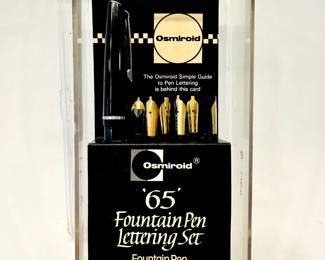 Osmiroid
The Osmiroid Simple Guide
to Pen Lettering
is behind this card
Osmiroid®
'65'
Fountain Pen
Lettering Set
Fountain Pen